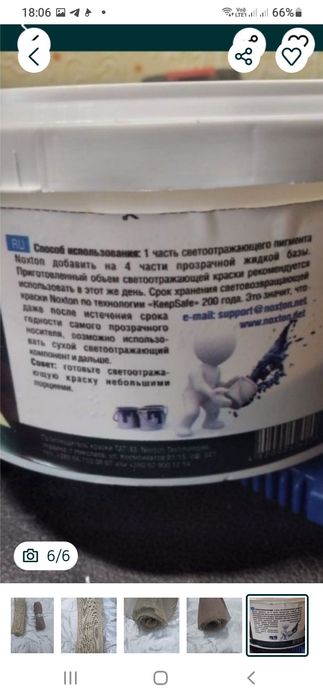 18:06
66%
RU Способ использования: 1 часть светоотражающего пигмента
Noxton добавить на 4 части прозрачной жидкой базы.
Приготовленный объем светоотражающей краски рекомендуется
использовать в этот же день. Срок хранения световозвращающей
краски Noxton по технологии «KeepSafe» 200 года. Это значит, что
даже после истечения срока
годности самого прозрачного
носителя, возможно использо-
вать сухой светоотражающий
компонент и дальше.
Совет: готовьте светоотража-
ющую краску небольшими
порциями.
e-mail: support@noxton.net
www.noxton.net
Производитель краски
6/6